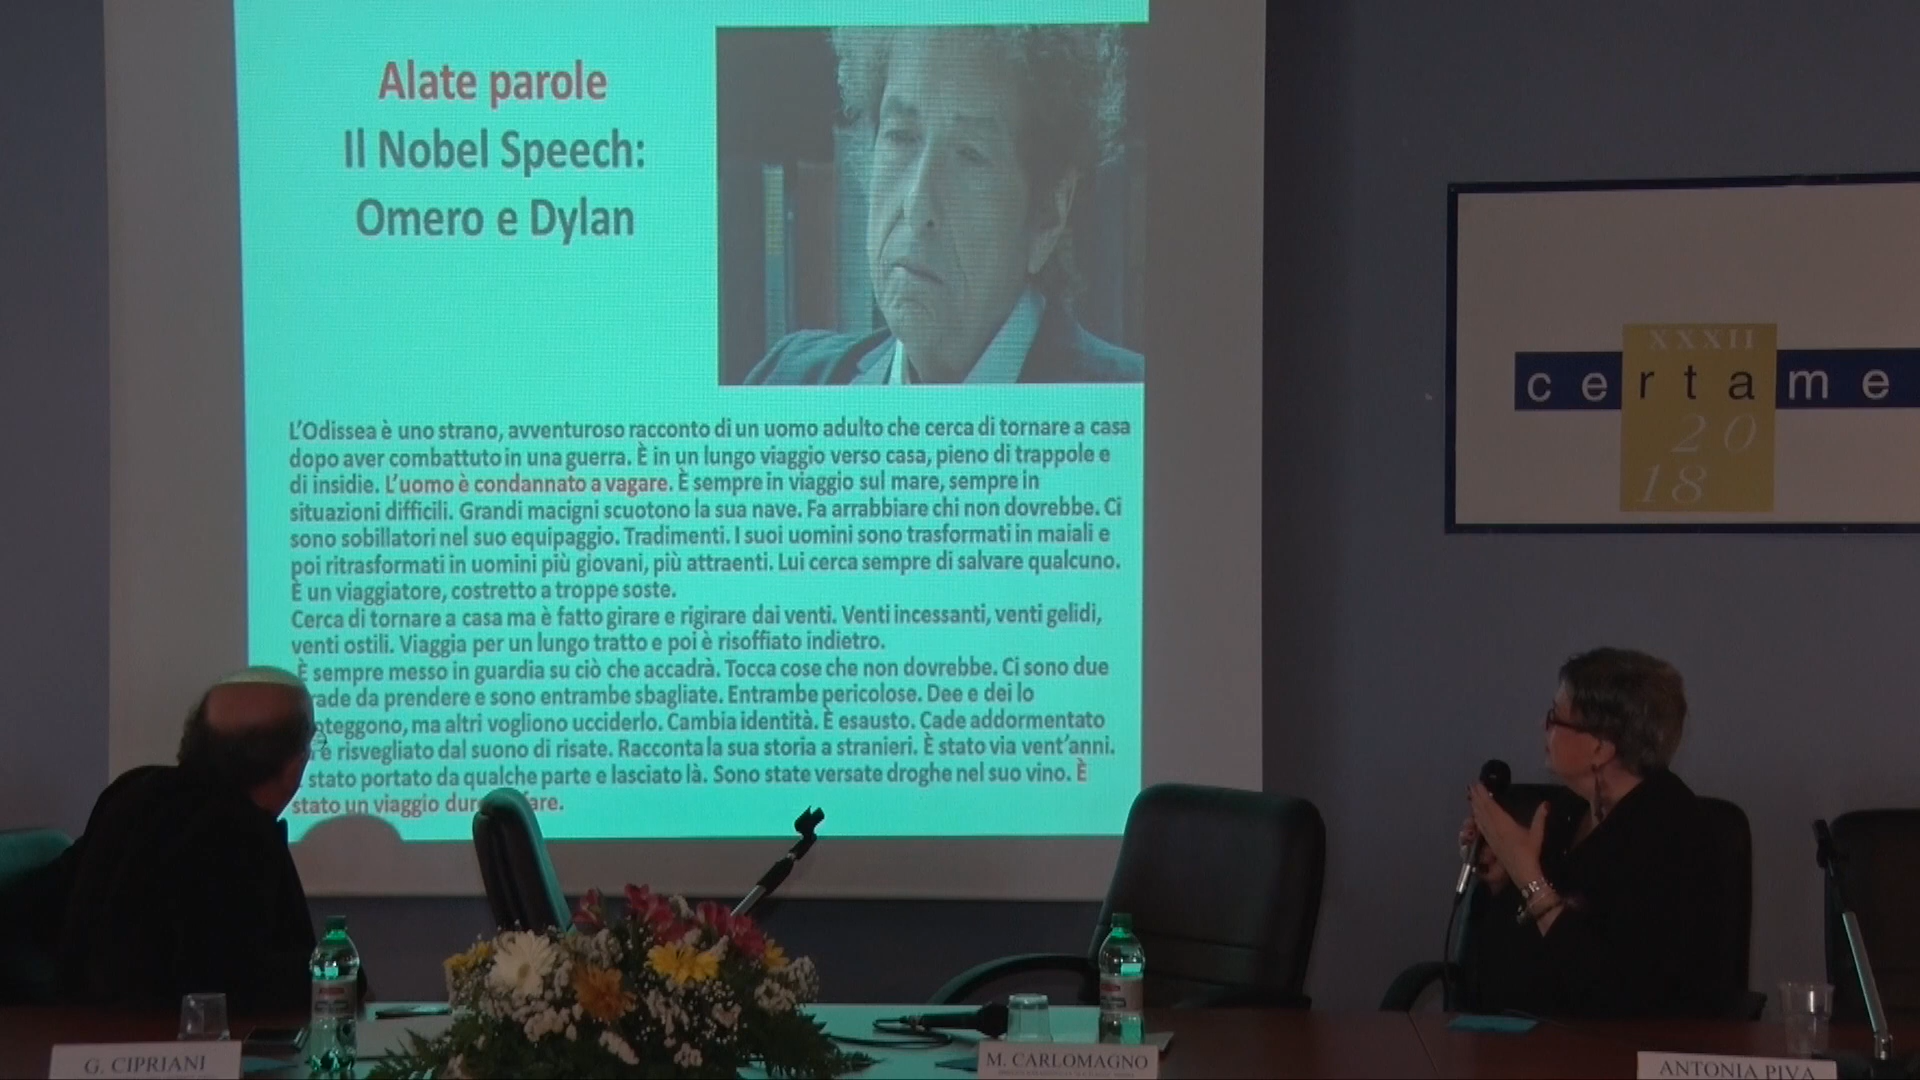 Alate parole
Il Nobel Speech:
Omero e Dylan
L'Odissea è uno strano, avventuroso racconto di un uomo adulto che cerca di tornare a casa
dopo aver combattuto in una guerra. È in un lungo viaggio verso casa, pieno di trappole e
di insidie. L'uomo è condannato a vagare. È sempre in viaggio sul mare, sempre in
situazioni difficili. Grandi macigni scuotono la sua nave. Fa arrabbiare chi non dovrebbe. Ci
sono sobillatori nel suo equipaggio. Tradimenti. I suoi uomini sono trasformati in maiali e
poi ritrasformati in uomini più giovani, più attraenti. Lui cerca sempre di salvare qualcuno.
È un viaggiatore, costretto a troppe soste.
Cerca di tornare a casa ma è fatto girare e rigirare dai venti. Venti incessanti, venti gelidi,
venti ostili. Viaggia per un lungo tratto e poi è risoffiato indietro.
È sempre messo in guardia su ciò che accadrà. Tocca cose che non dovrebbe. Ci sono due
rade da prendere e sono entrambe sbagliate. Entrambe pericolose. Dee e dei lo
oteggono, ma altri vogliono ucciderlo. Cambia identità. È esausto. Cade addormentato
è risvegliato dal suono di risate. Racconta la sua storia a stranieri. È stato via vent'anni.
stato portato da qualche parte e lasciato là. Sono state versate droghe nel suo vino. È
stato un viaggio dur are.
XXXII
certame
20
18
G. CIPRIANI
M. CARLOMAGNO
ANTONIA PIVA